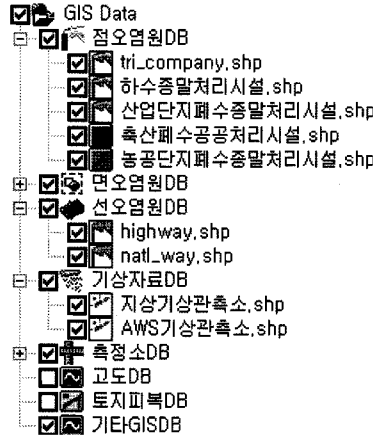 GIS Data
점오염원DB
tri_company.shp
하수종말처리시설.shp
산업단지폐수종말처리시설.shp
축산폐수공공처리시설.shp
농공단지폐수종말처리시설.shp
면오염원DB
선오염원DB
highway.shp
natl_way.shp
기상자료DB
지상기상관측소.shp
AWS기상관측소.shp
측정소DB
고도DB
토지피복DB
기타GISDB